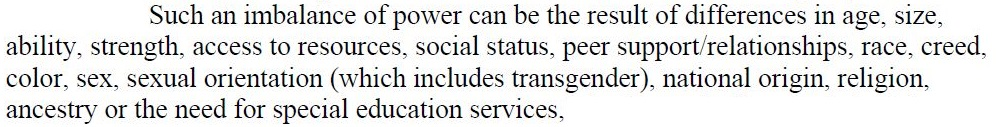 Such an imbalance of power can be the result of differences in age, size,
ability, strength, access to resources, social status, peer support/relationships, race, creed,
color, sex, sexual orientation (which includes transgender), national origin, religion,
ancestry or the need for special education services,